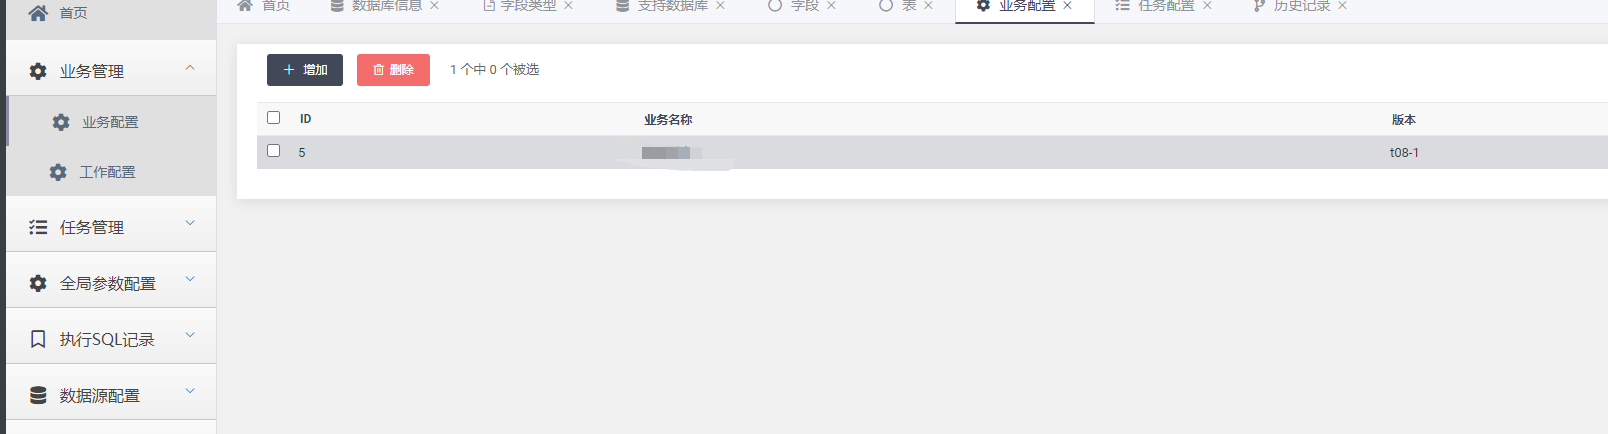 首页
业务管理
业务配置
工作配置
任务管理
全局参数配置
执行SQL记录
数据源配置
首页 数据库信息 字段类型 支持数据库 字段 表 业务配置 任务配置 历史记录
增加 删除 1 个中 0 个被选
ID 业务名称 版本
5 t08-1